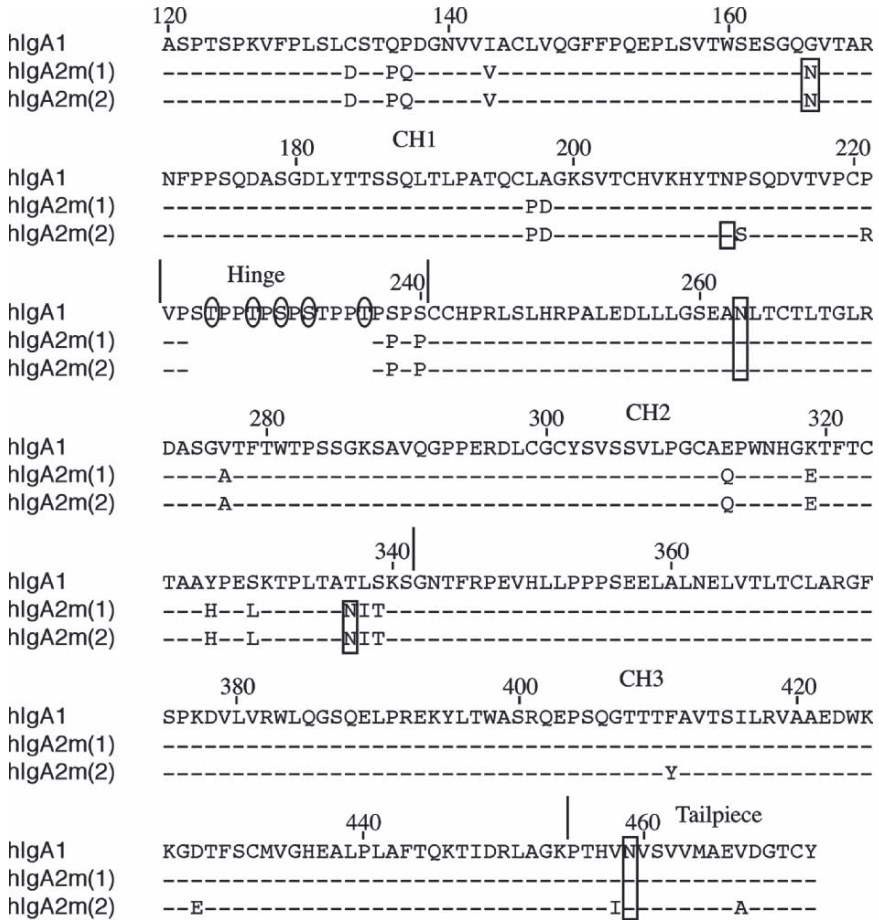 120 140 160
hIgA1 ASPTSPKVFPLSLCSTQPDGNVVIACLVQGFFPQEPLSVTWSESGQGVTAR
hIgA2m(1) -------------D--PQ-----V----------------------N----
hIgA2m(2) -------------D--PQ-----V----------------------N----
180 CH1 200 220
hIgA1 NFPPSQDASGDLYTTSSQLTLPATQCLAGKSVTCHVKHYTNPSQDVTVPCP
hIgA2m(1) --------------------------PD-----------------------
hIgA2m(2) --------------------------PD-------------S--------R
Hinge 240 260
hIgA1 VPSTPPTPSPSTPPTPSPSCCHPRLSLHRPALEDLLLGSEANLTCTLTGLR
hIgA2m(1) -- -P-P--------------------------------
hIgA2m(2) -- -P-P--------------------------------
280 300 CH2 320
hIgA1 DASGVTFTWTPSSGKSAVQGPPERDLCGCYSVSSVLPGCAEPWNHGKTFTC
hIgA2m(1) ----A-----------------------------------Q-----E----
hIgA2m(2) ----A-----------------------------------Q-----E----
340 360
hIgA1 TAAYPESKTPLTATLSKSGNTFRPEVHLLPPPSEELALNELVTLTCLARGF
hIgA2m(1) ---H--L------NIT-----------------------------------
hIgA2m(2) ---H--L------NIT-----------------------------------
380 400 CH3 420
hIgA1 SPKDVLVRWLQGSQELPREKYLTWASRQEPSQGTTTFAVTSILRVAAEDWK
hIgA2m(1) ---------------------------------------------------
hIgA2m(2) ------------------------------------Y--------------
440 460 Tailpiece
hIgA1 KGDTFSCMVGHEALPLAFTQKTIDRLAGKPTHVNVSVVMAEVDGTCY
hIgA2m(1) -----------------------------------------------
hIgA2m(2) --E-----------------------------I--------A-----